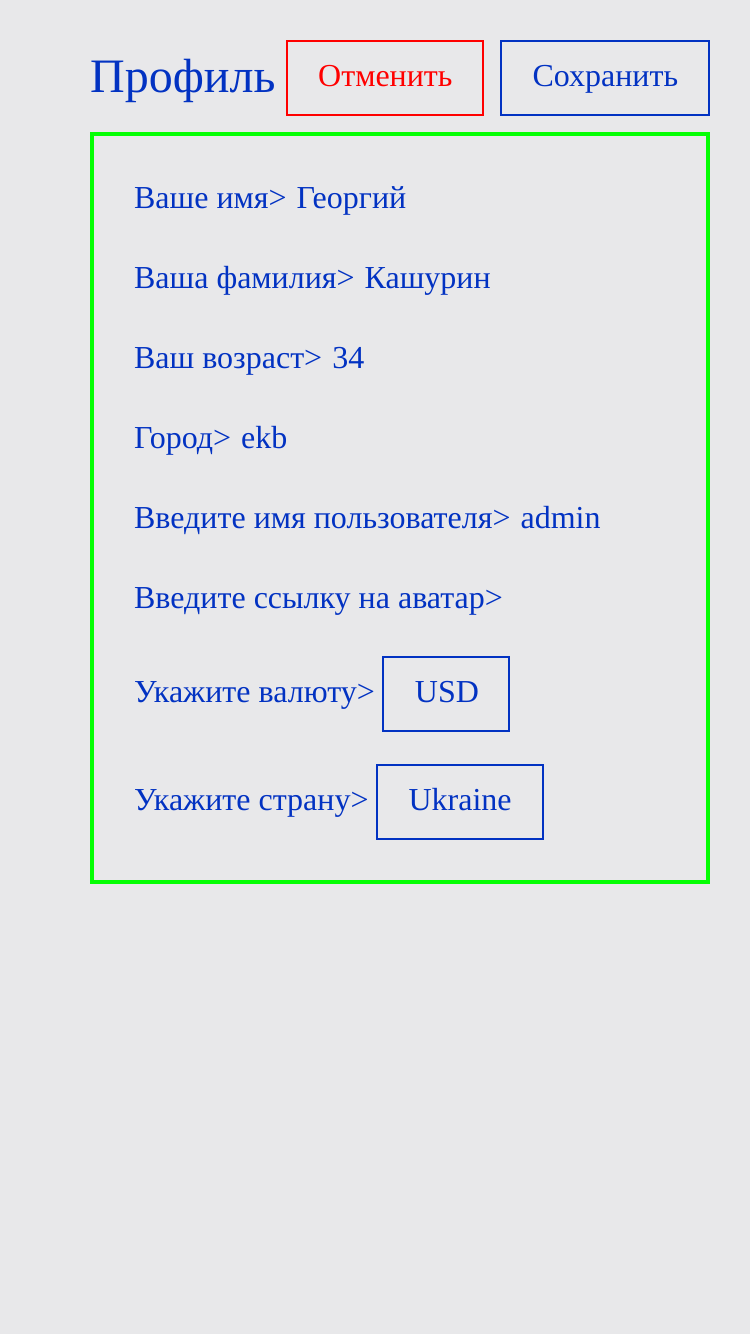 Профиль Отменить Сохранить
Ваше имя> Георгий
Ваша фамилия> Кашурин
Ваш возраст> 34
Город> ekb
Введите имя пользователя> admin
Введите ссылку на аватар>
Укажите валюту> USD
Укажите страну> Ukraine